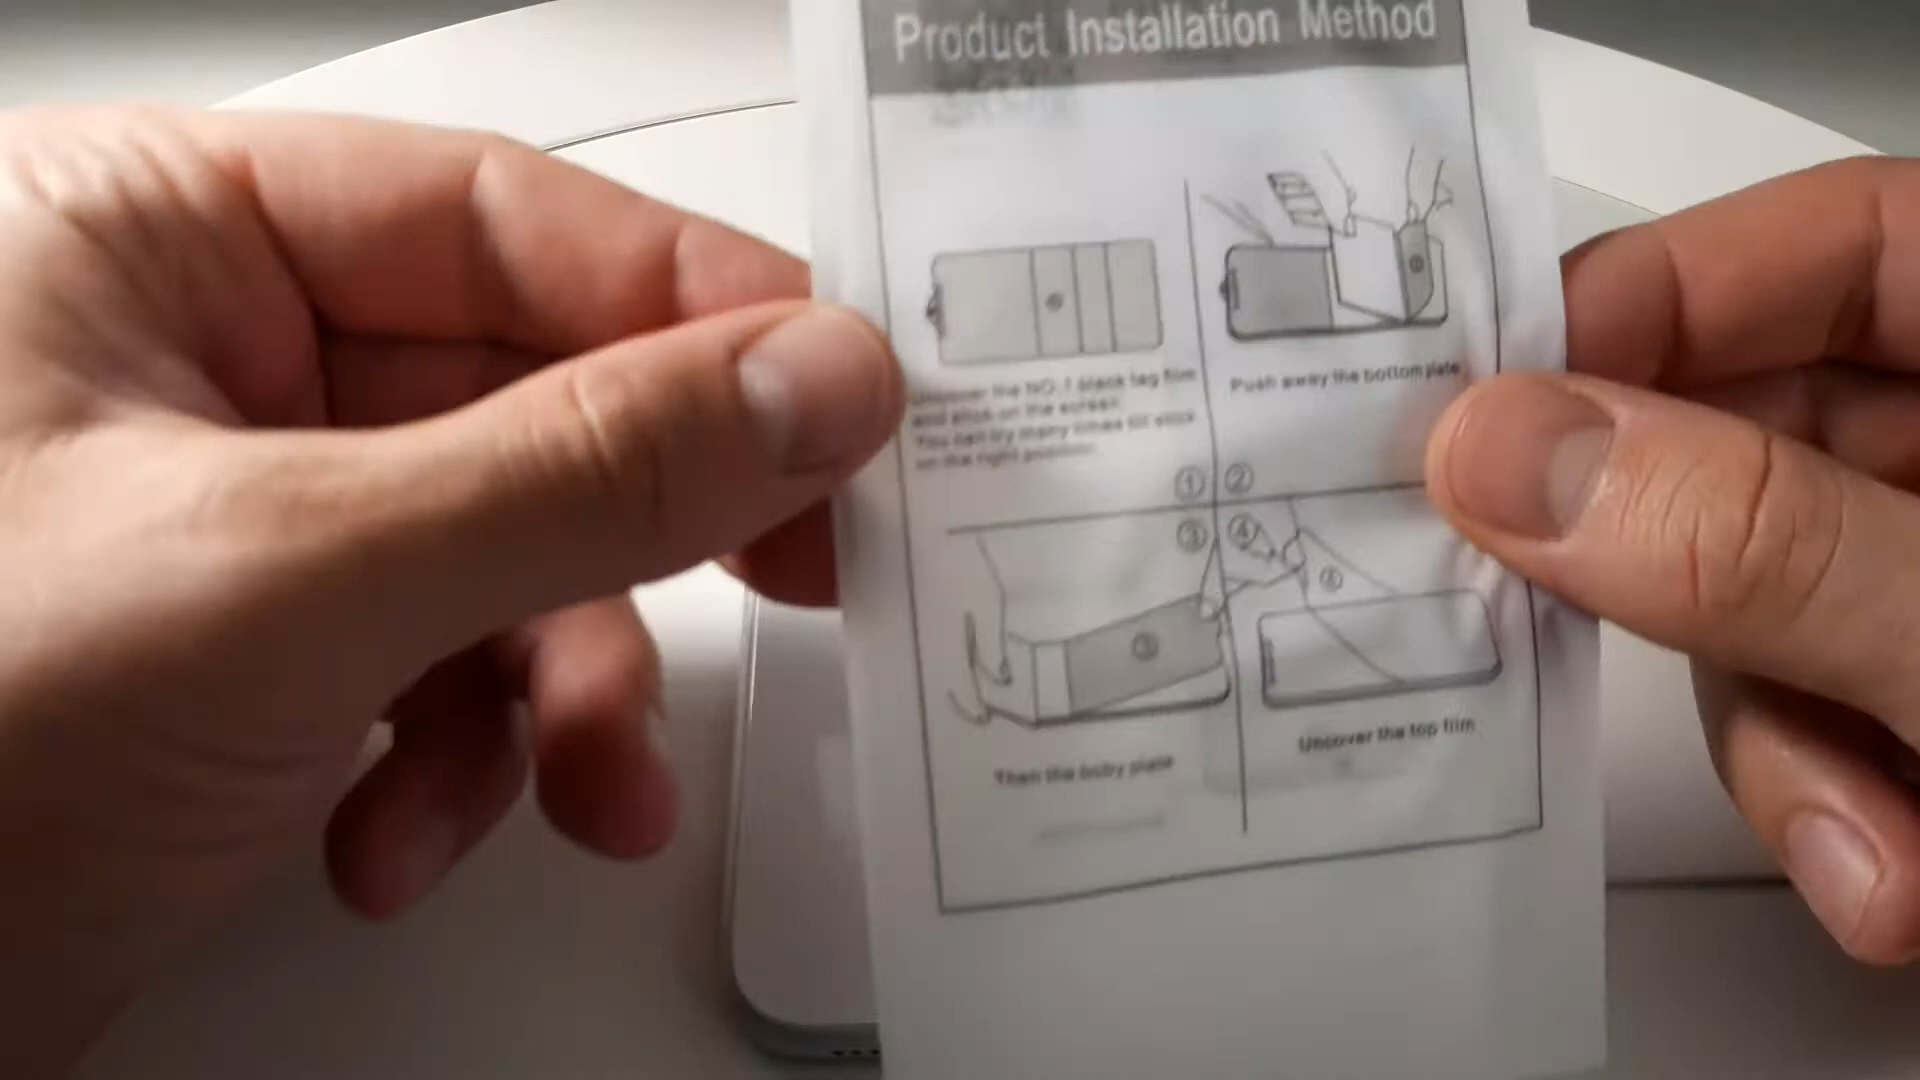 Product Installation Method
Uncover the NO.1 black tag film
and stick on the screen.
You can try many times till stick
on the right position.
Push away the bottom plate
① ②
③ ④
Then the boby plate
Uncover the top film